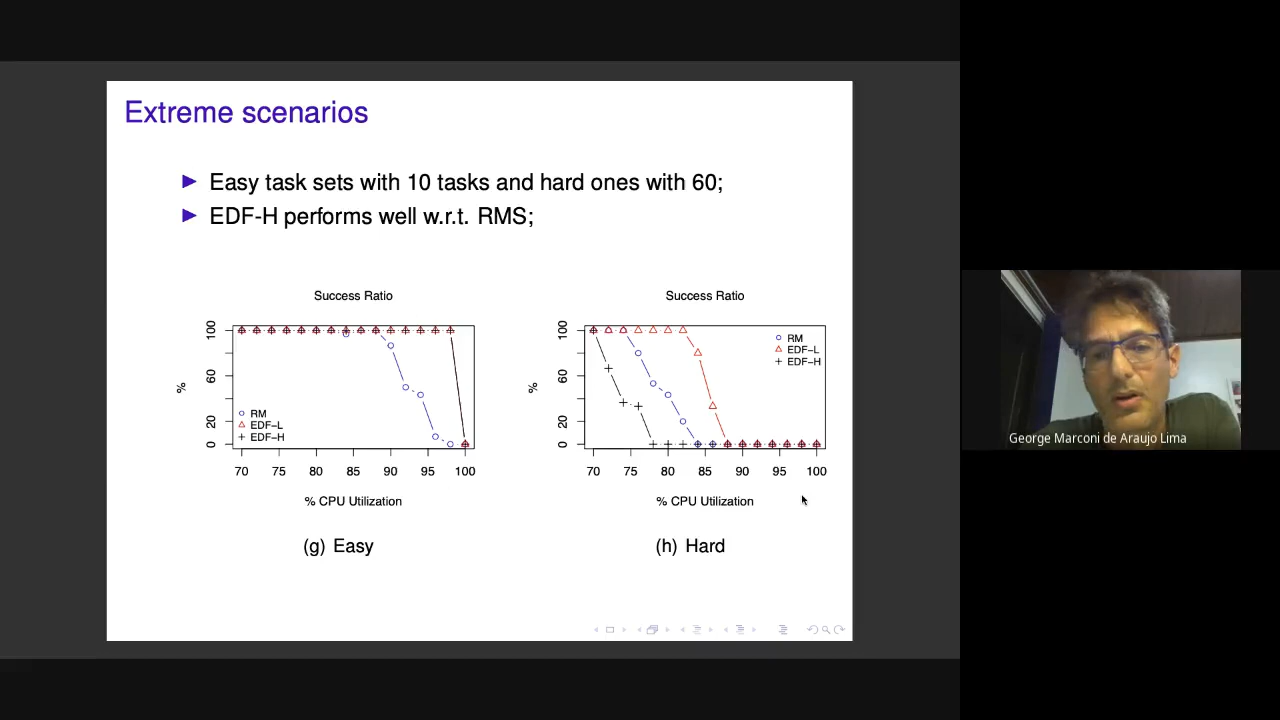 Extreme scenarios
Easy task sets with 10 tasks and hard ones with 60;
EDF-H performs well w.r.t. RMS;
Success Ratio
%
100
60
20
0
RM
EDF-L
EDF-H
70 75 80 85 90 95 100
% CPU Utilization
(g) Easy
Success Ratio
%
100
60
20
0
RM
EDF-L
EDF-H
70 75 80 85 90 95 100
% CPU Utilization
(h) Hard
George Marconi de Araujo Lima